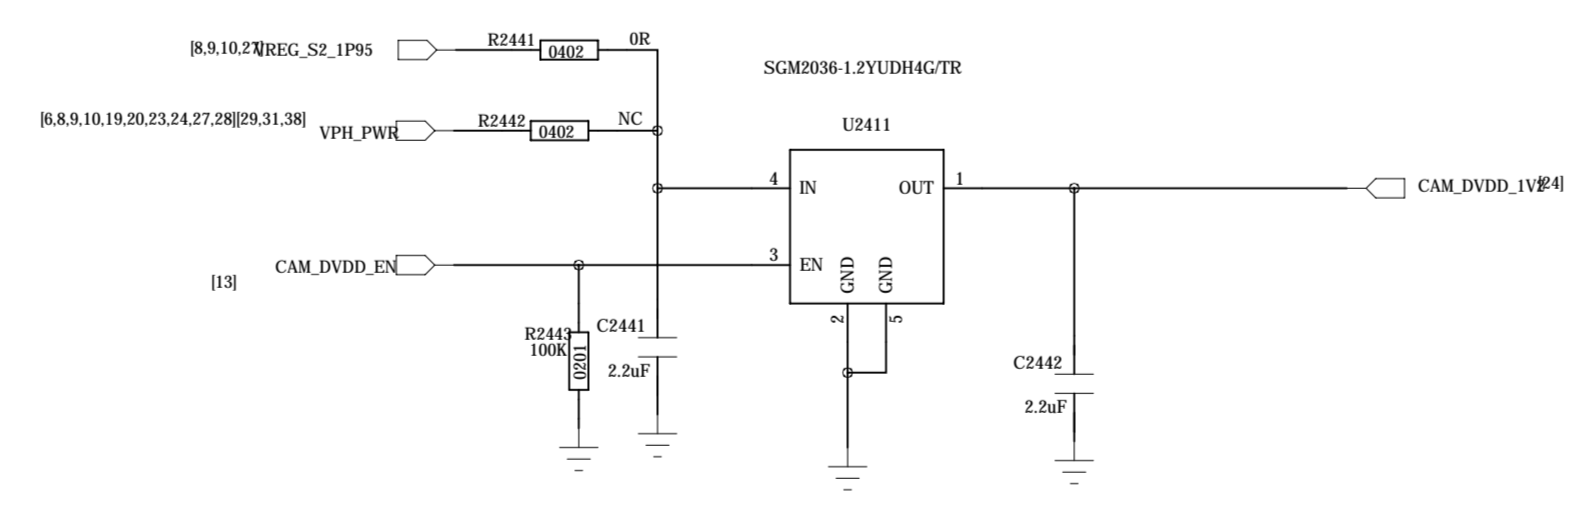 R2441
0R
[8,9,10,27]
VREG_S2_1P95
0402
SGM2036-1.2YUDH4G/TR
[6,8,9,10,19,20,23,24,27,28][29,31,38]
VPH_PWR
R2442
0402
NC
U2411
4
IN
OUT
1
CAM_DVDD_1V2
[24]
3
EN
GND
GND
CAM_DVDD_EN
[13]
2
5
R2443
100K
0201
C2441
2.2uF
C2442
2.2uF